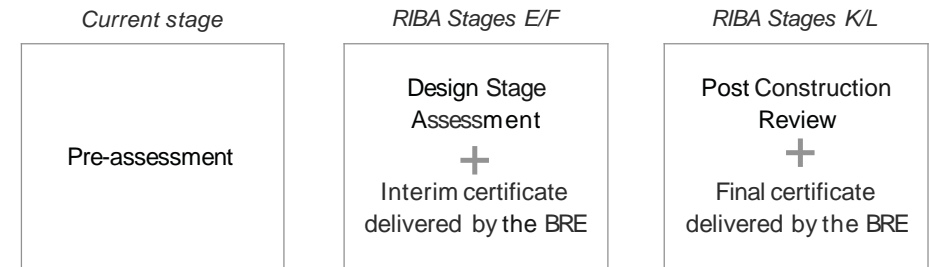 Current stage
RIBA Stages E/F
RIBA Stages K/L
Pre-assessment
Design Stage
Assessment
+
Interim certificate
delivered by the BRE
Post Construction
Review
+
Final certificate
delivered by the BRE